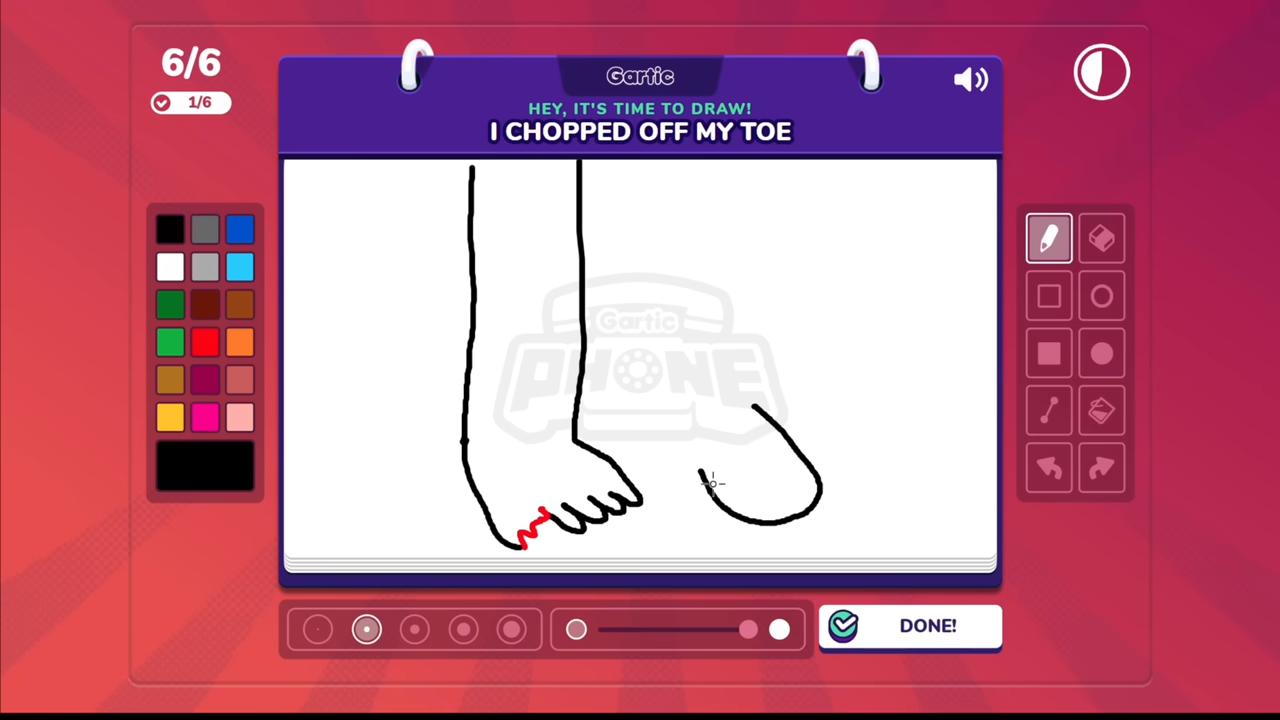 6/6
1/6
Gartic
HEY, IT'S TIME TO DRAW!
I CHOPPED OFF MY TOE
Gartic
PHONE
DONE!